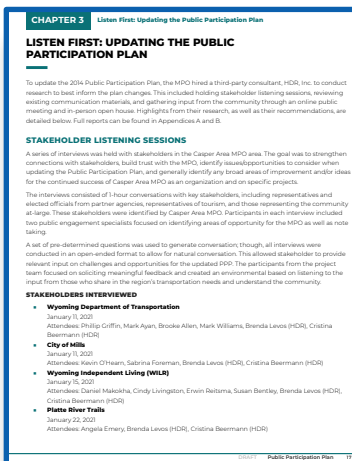 CHAPTER 3 Listen First: Updating the Public Participation Plan
LISTEN FIRST: UPDATING THE PUBLIC
PARTICIPATION PLAN
To update the 2014 Public Participation Plan, the MPO hired a third-party consultant, HDR, Inc. to conduct
research to best inform the plan changes. This included holding stakeholder listening sessions, reviewing
existing communication materials, and gathering input from the community through an online public
meeting and in-person open house. Highlights from their research, as well as their recommendations, are
detailed below. Full reports can be found in Appendices A and B.
STAKEHOLDER LISTENING SESSIONS
A series of interviews was held with stakeholders in the Casper Area MPO area. The goal was to strengthen
connections with stakeholders, build trust with the MPO, identify issues/opportunities to consider when
updating the Public Participation Plan, and generally identify any broad areas of improvement and/or ideas
for the continued success of Casper Area MPO as an organization and on specific projects.
The interviews consisted of 1-hour conversations with key stakeholders, including representatives and
elected officials from partner agencies, representatives of tourism, and those representing the community
at-large. These stakeholders were identified by Casper Area MPO. Participants in each interview included
two public engagement specialists focused on identifying areas of opportunity for the MPO as well as note
taking.
A set of pre-determined questions was used to generate conversation; though, all interviews were
conducted in an open-ended format to allow for natural conversation. This allowed stakeholder to provide
relevant input on challenges and opportunities for the updated PPP. The participants from the project
team focused on soliciting meaningful feedback and created an environmental based on listening to the
input from those who share in the region's transportation needs and understand the community.
STAKEHOLDERS INTERVIEWED
▪ Wyoming Department of Transportation
January 11, 2021
Attendees: Phillip Griffin, Mark Ayan, Brooke Allen, Mark Williams, Brenda Levos (HDR), Cristina
Beermann (HDR)
▪ City of Mills
January 11, 2021
Attendees: Kevin O'Hearn, Sabrina Foreman, Brenda Levos (HDR), Cristina Beermann (HDR)
▪ Wyoming Independent Living (WILR)
January 15, 2021
Attendees: Daniel Makokha, Cindy Livingston, Erwin Reitsma, Susan Bentley, Brenda Levos (HDR),
Cristina Beermann (HDR)
▪ Platte River Trails
January 22, 2021
Attendees: Angela Emery, Brenda Levos (HDR), Cristina Beermann (HDR)
DRAFT Public Participation Plan 17